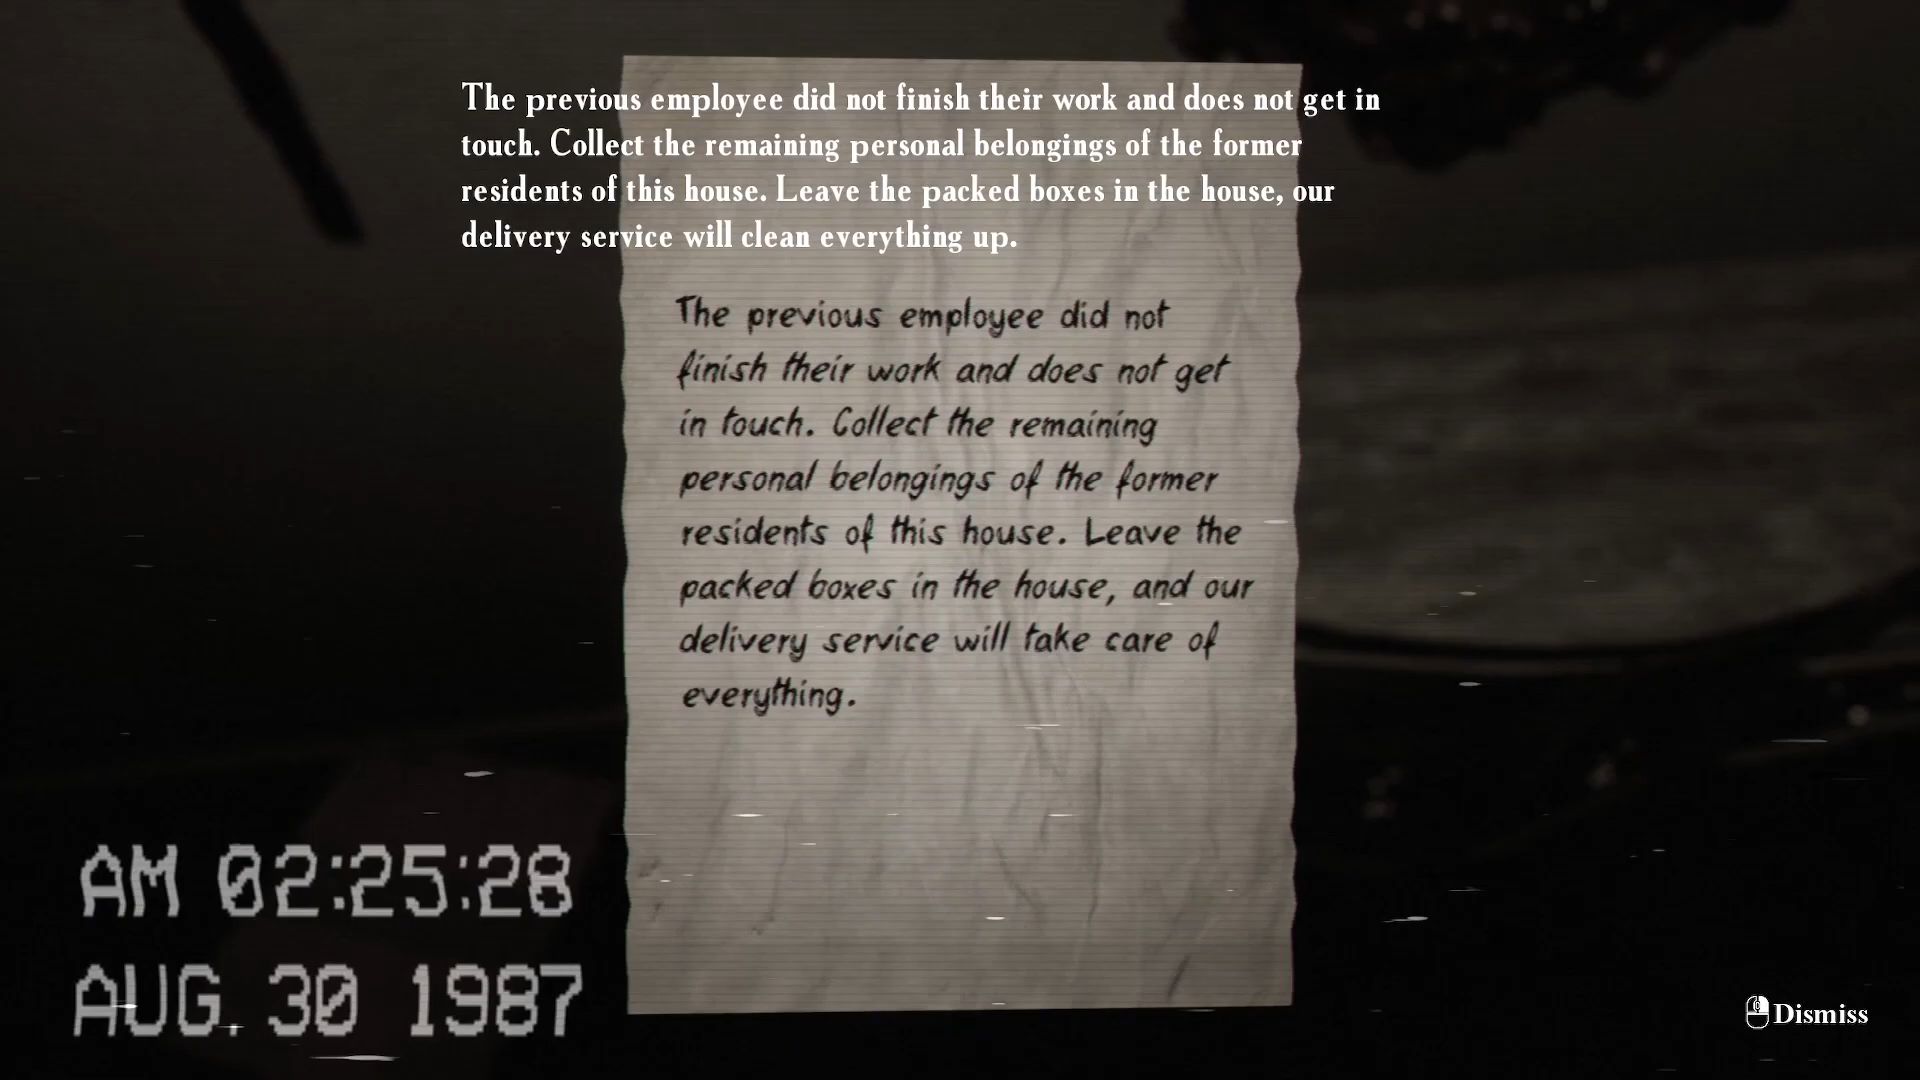 The previous employee did not finish their work and does not get in
touch. Collect the remaining personal belongings of the former
residents of this house. Leave the packed boxes in the house, our
delivery service will clean everything up.
The previous employee did not
finish their work and does not get
in touch. Collect the remaining
personal belongings of the former
residents of this house. Leave the
packed boxes in the house, and our
delivery service will take care of
everything.
AM 02:25:28
AUG. 30 1987
Dismiss